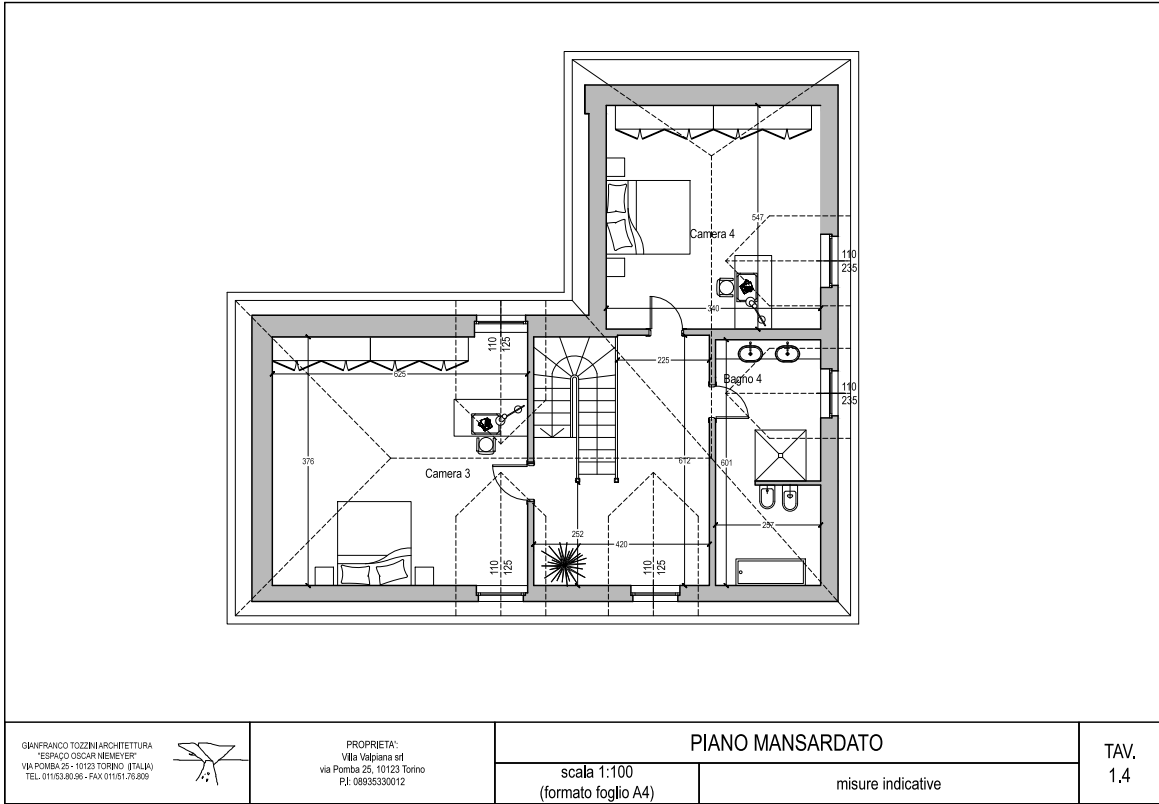 547
Camera 4
110
235
340
110
125
225
625
Bagno 4
110
235
376
Camera 3
612
601
252
420
257
110
125
110
125
GIANFRANCO TOZZINI ARCHITETTURA
"ESPAÇO OSCAR NIEMEYER"
VIA POMBA 25 - 10123 TORINO (ITALIA)
TEL. 011/53.80.96 - FAX 011/51.76.809
PROPRIETA':
Villa Valpiana srl
via Pomba 25, 10123 Torino
P.I: 08935330012
PIANO MANSARDATO
scala 1:100
(formato foglio A4)
misure indicative
TAV.
1.4